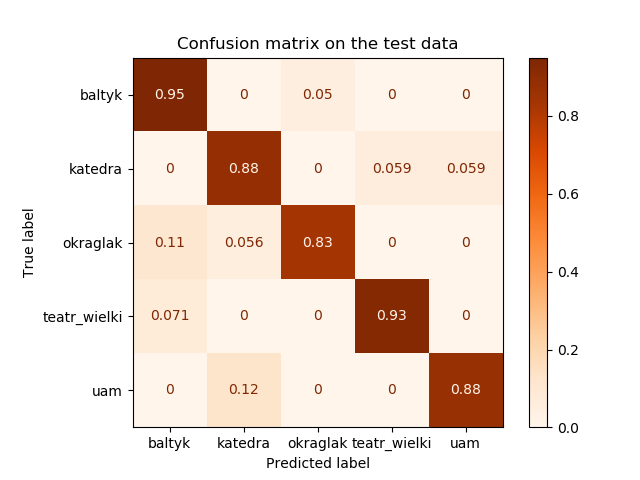 Confusion matrix on the test data
True label
baltyk 0.95 0 0.05 0 0
katedra 0 0.88 0 0.059 0.059
okraglak 0.11 0.056 0.83 0 0
teatr_wielki 0.071 0 0 0.93 0
uam 0 0.12 0 0 0.88
baltyk katedra okraglak teatr_wielki uam
Predicted label
0.8
0.6
0.4
0.2
0.0